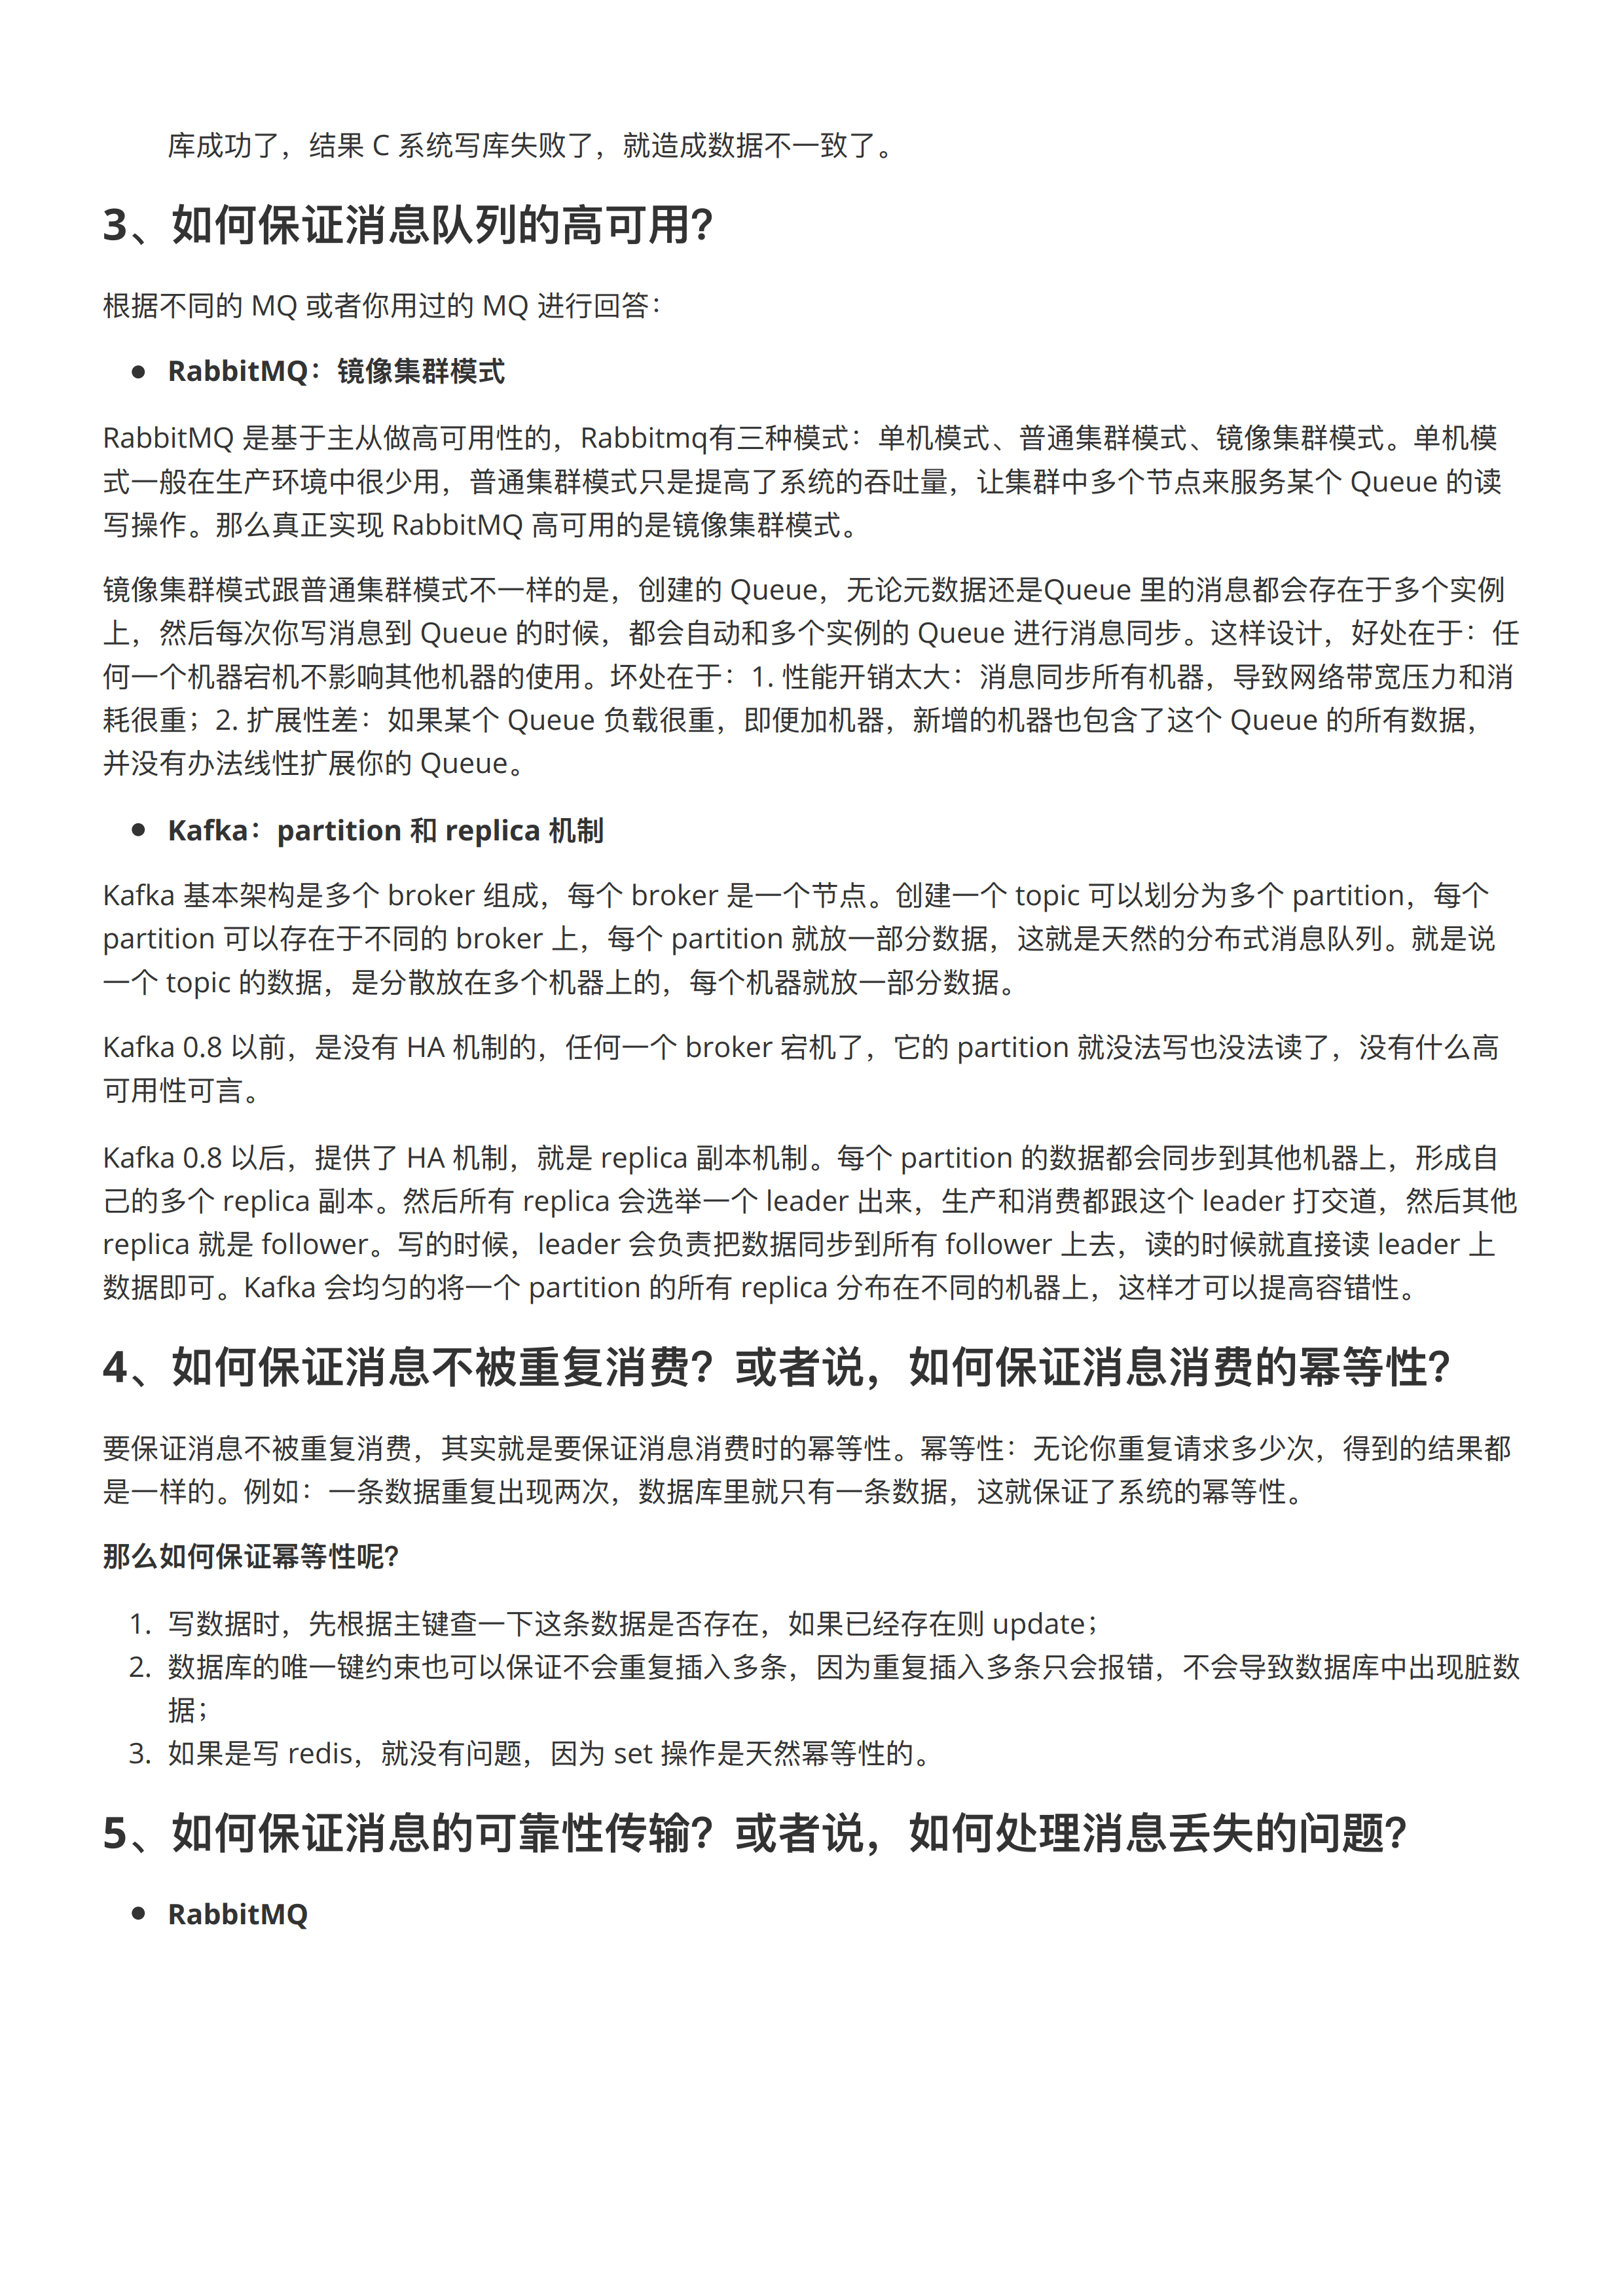 库成功了，结果 C 系统写库失败了，就造成数据不一致了。
3、如何保证消息队列的高可用？
根据不同的 MQ 或者你用过的 MQ 进行回答：
RabbitMQ：镜像集群模式
RabbitMQ 是基于主从做高可用性的，Rabbitmq有三种模式：单机模式、普通集群模式、镜像集群模式。单机模
式一般在生产环境中很少用，普通集群模式只是提高了系统的吞吐量，让集群中多个节点来服务某个 Queue 的读
写操作。那么真正实现 RabbitMQ 高可用的是镜像集群模式。
镜像集群模式跟普通集群模式不一样的是，创建的 Queue，无论元数据还是Queue 里的消息都会存在于多个实例
上，然后每次你写消息到 Queue 的时候，都会自动和多个实例的 Queue 进行消息同步。这样设计，好处在于：任
何一个机器宕机不影响其他机器的使用。坏处在于：1. 性能开销太大：消息同步所有机器，导致网络带宽压力和消
耗很重；2. 扩展性差：如果某个 Queue 负载很重，即便加机器，新增的机器也包含了这个 Queue 的所有数据，
并没有办法线性扩展你的 Queue。
Kafka：partition 和 replica 机制
Kafka 基本架构是多个 broker 组成，每个 broker 是一个节点。创建一个 topic 可以划分为多个 partition，每个
partition 可以存在于不同的 broker 上，每个 partition 就放一部分数据，这就是天然的分布式消息队列。就是说
一个 topic 的数据，是分散放在多个机器上的，每个机器就放一部分数据。
Kafka 0.8 以前，是没有 HA 机制的，任何一个 broker 宕机了，它的 partition 就没法写也没法读了，没有什么高
可用性可言。
Kafka 0.8 以后，提供了 HA 机制，就是 replica 副本机制。每个 partition 的数据都会同步到其他机器上，形成自
己的多个 replica 副本。然后所有 replica 会选举一个 leader 出来，生产和消费都跟这个 leader 打交道，然后其他
replica 就是 follower。写的时候，leader 会负责把数据同步到所有 follower 上去，读的时候就直接读 leader 上
数据即可。Kafka 会均匀的将一个 partition 的所有 replica 分布在不同的机器上，这样才可以提高容错性。
4、如何保证消息不被重复消费？或者说，如何保证消息消费的幂等性？
要保证消息不被重复消费，其实就是要保证消息消费时的幂等性。幂等性：无论你重复请求多少次，得到的结果都
是一样的。例如：一条数据重复出现两次，数据库里就只有一条数据，这就保证了系统的幂等性。
那么如何保证幂等性呢？
1. 写数据时，先根据主键查一下这条数据是否存在，如果已经存在则 update；
2. 数据库的唯一键约束也可以保证不会重复插入多条，因为重复插入多条只会报错，不会导致数据库中出现脏数
据；
3. 如果是写 redis，就没有问题，因为 set 操作是天然幂等性的。
5、如何保证消息的可靠性传输？或者说，如何处理消息丢失的问题？
RabbitMQ